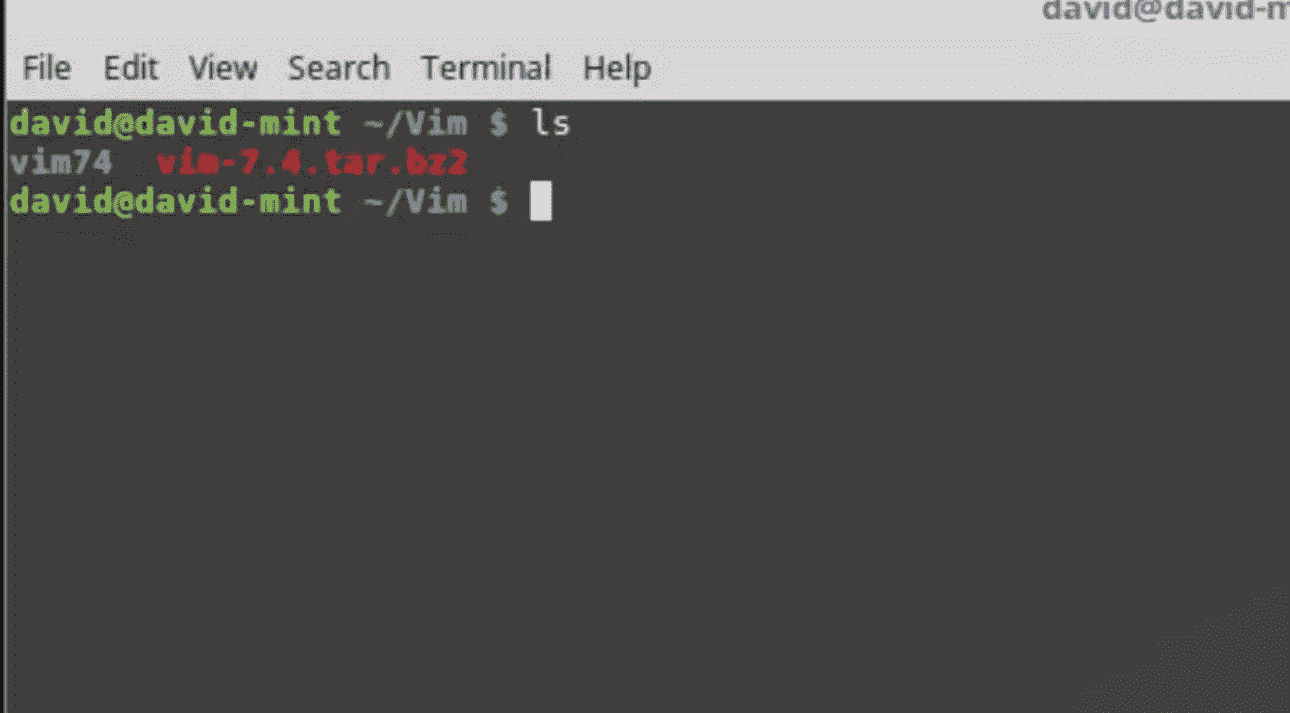 david@david-m
File Edit View Search Terminal Help
david@david-mint ~/Vim $ ls
vim74  vim-7.4.tar.bz2
david@david-mint ~/Vim $